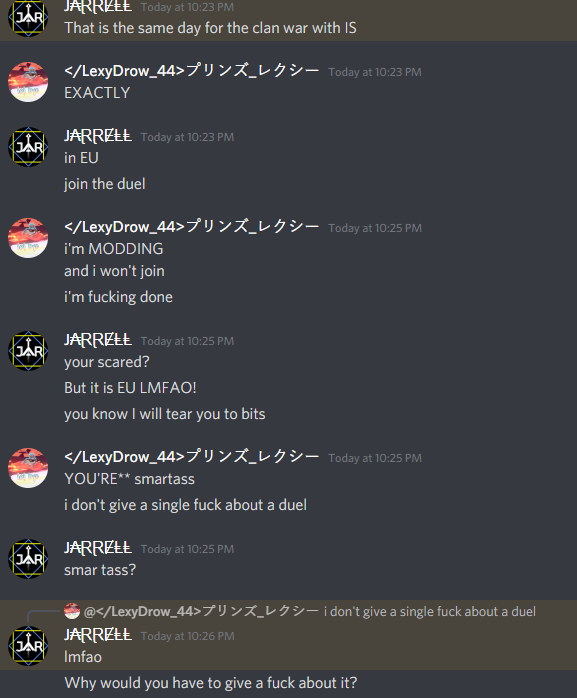 JȺɌɌɆȽȽ Today at 10:23 PM
That is the same day for the clan war with IS
</LexyDrow_44>プリンズ_レクシー Today at 10:23 PM
EXACTLY
JȺɌɌɆȽȽ Today at 10:23 PM
in EU
join the duel
</LexyDrow_44>プリンズ_レクシー Today at 10:25 PM
i'm MODDING
and i won't join
i'm fucking done
JȺɌɌɆȽȽ Today at 10:25 PM
your scared?
But it is EU LMFAO!
you know I will tear you to bits
</LexyDrow_44>プリンズ_レクシー Today at 10:25 PM
YOU'RE** smartass
i don't give a single fuck about a duel
JȺɌɌɆȽȽ Today at 10:25 PM
smar tass?
@</LexyDrow_44>プリンズ_レクシー i don't give a single fuck about a duel
JȺɌɌɆȽȽ Today at 10:26 PM
lmfao
Why would you have to give a fuck about it?